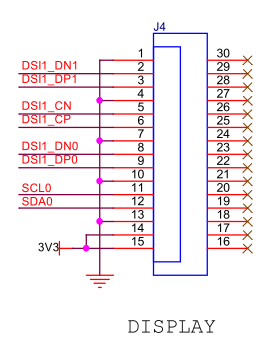 J4
1 30
DSI1_DN1 2 29
DSI1_DP1 3 28
4 27
DSI1_CN 5 26
DSI1_CP 6 25
7 24
DSI1_DN0 8 23
DSI1_DP0 9 22
10 21
SCL0 11 20
SDA0 12 19
13 18
14 17
3V3 15 16
DISPLAY